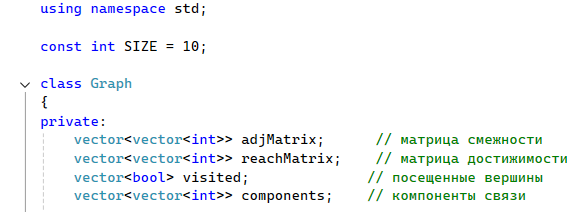 using namespace std;
const int SIZE = 10;
class Graph
{
private:
vector<vector<int>> adjMatrix; // матрица смежности
vector<vector<int>> reachMatrix; // матрица достижимости
vector<bool> visited; // посещенные вершины
vector<vector<int>> components; // компоненты связи